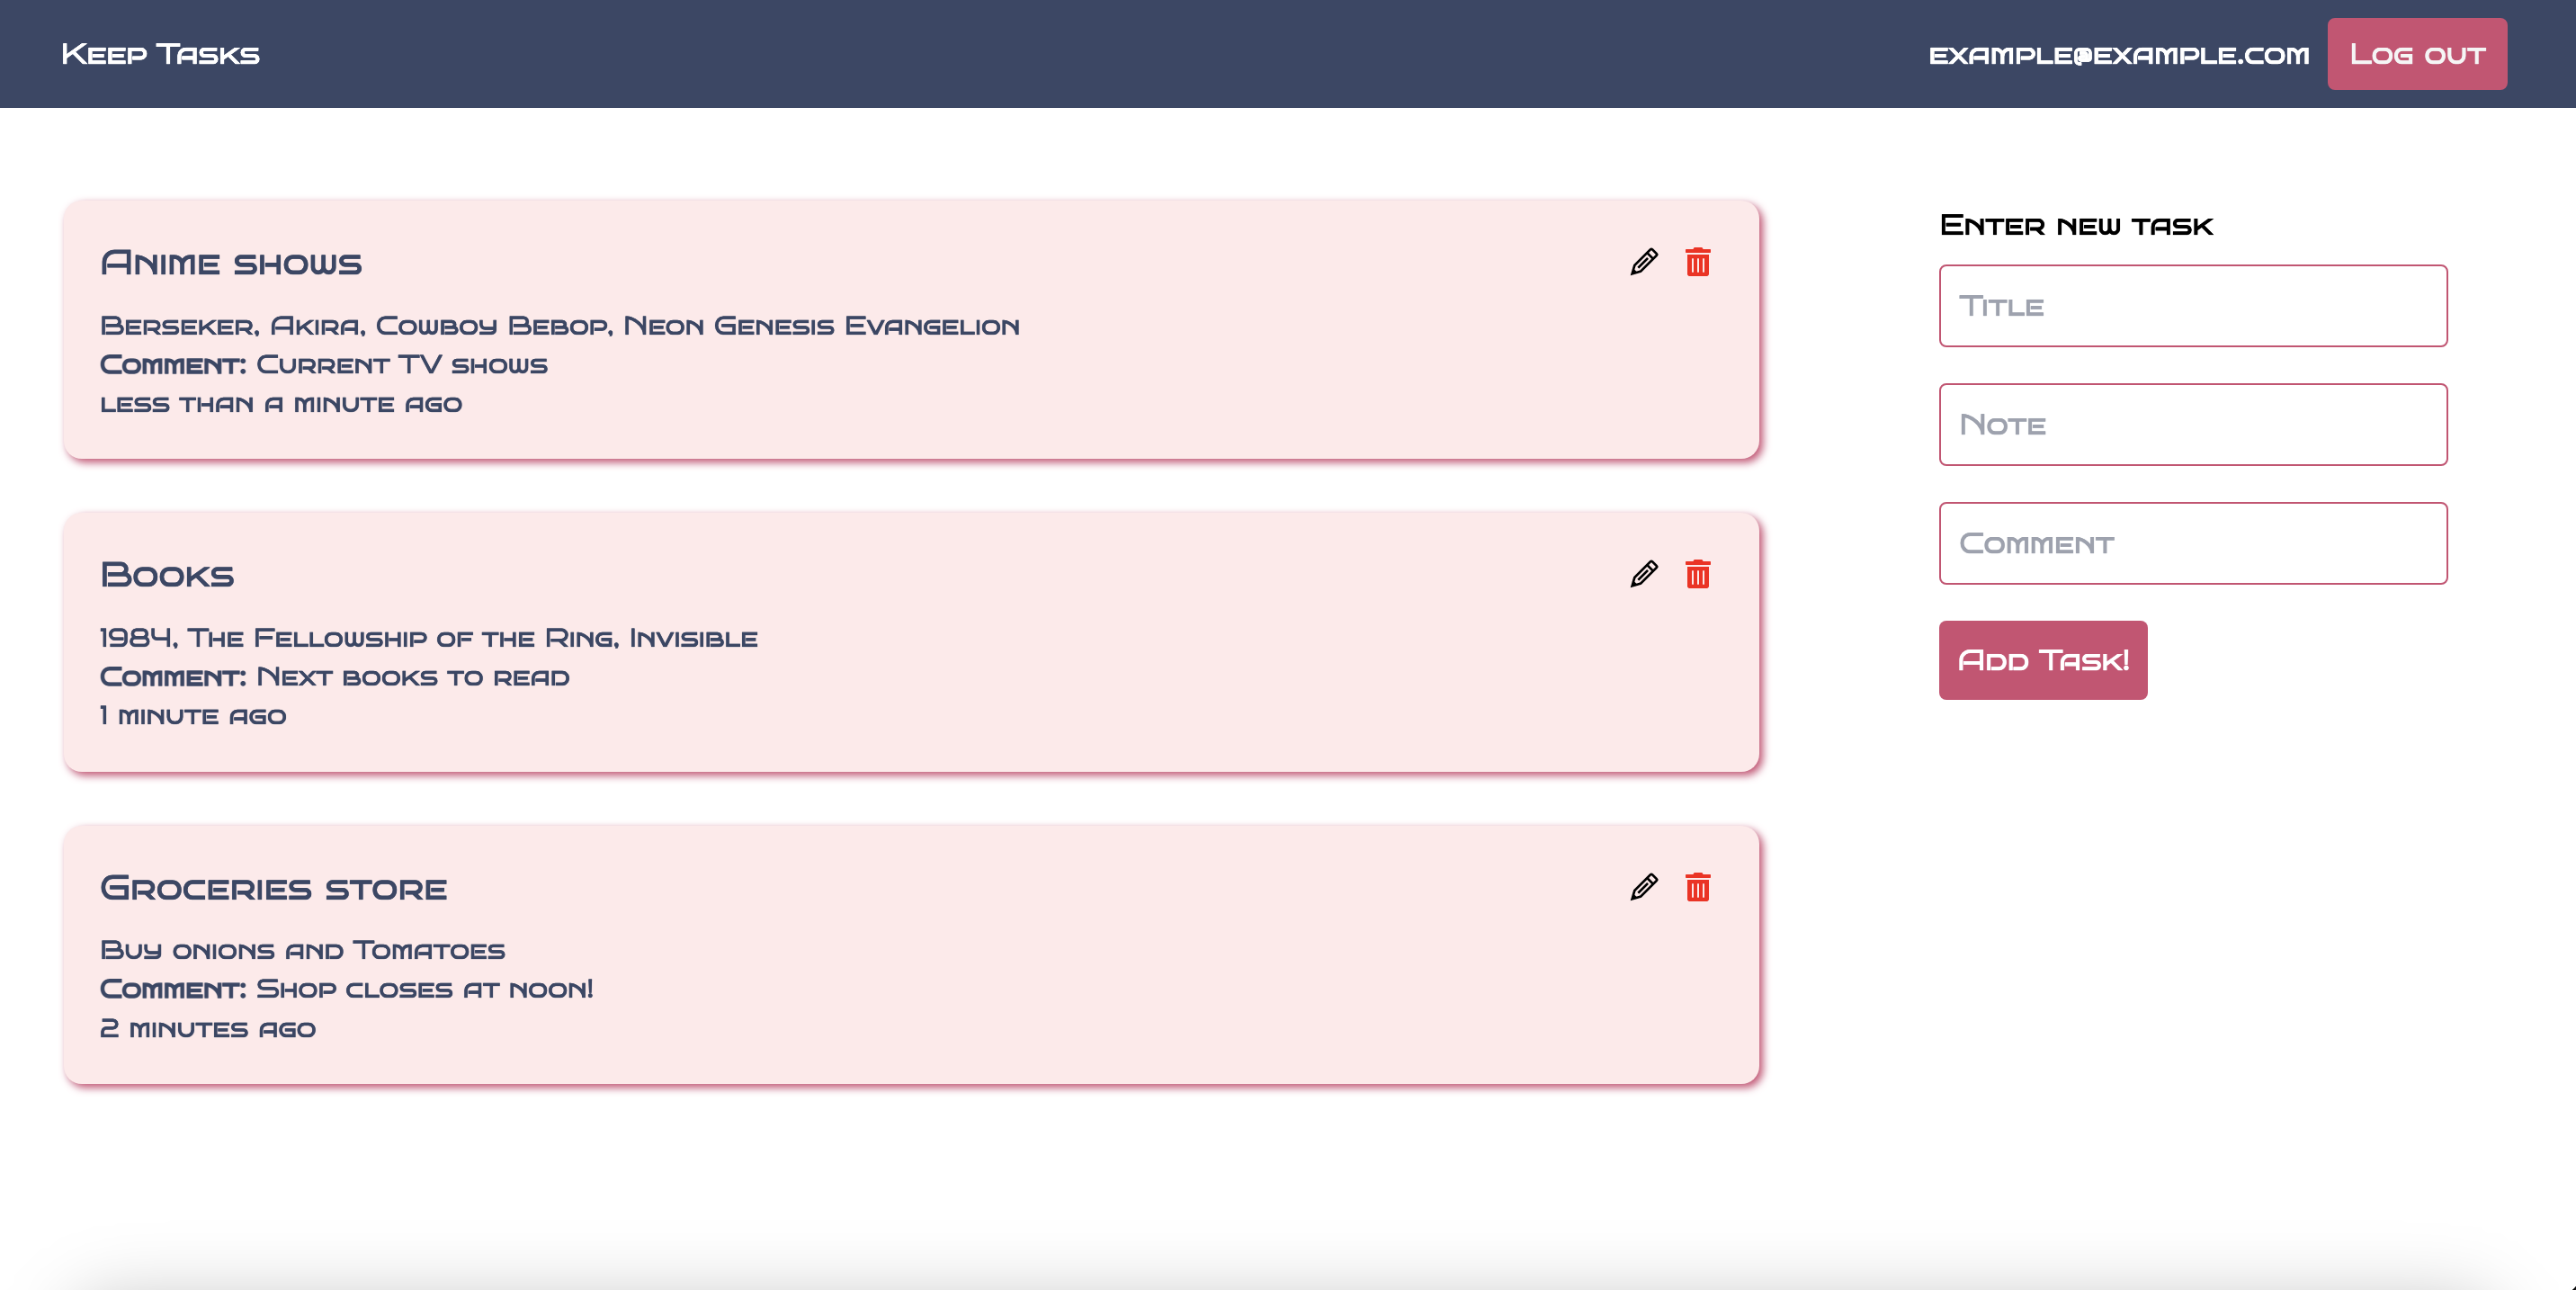 Keep Tasks
example@example.com
Log out
Anime shows
Berseker, Akira, Cowboy Bebop, Neon Genesis Evangelion
Comment: Current TV shows
less than a minute ago
Books
1984, The Fellowship of the Ring, Invisible
Comment: Next books to read
1 minute ago
Groceries store
Buy onions and Tomatoes
Comment: Shop closes at noon!
2 minutes ago
Enter new task
Title
Note
Comment
Add Task!